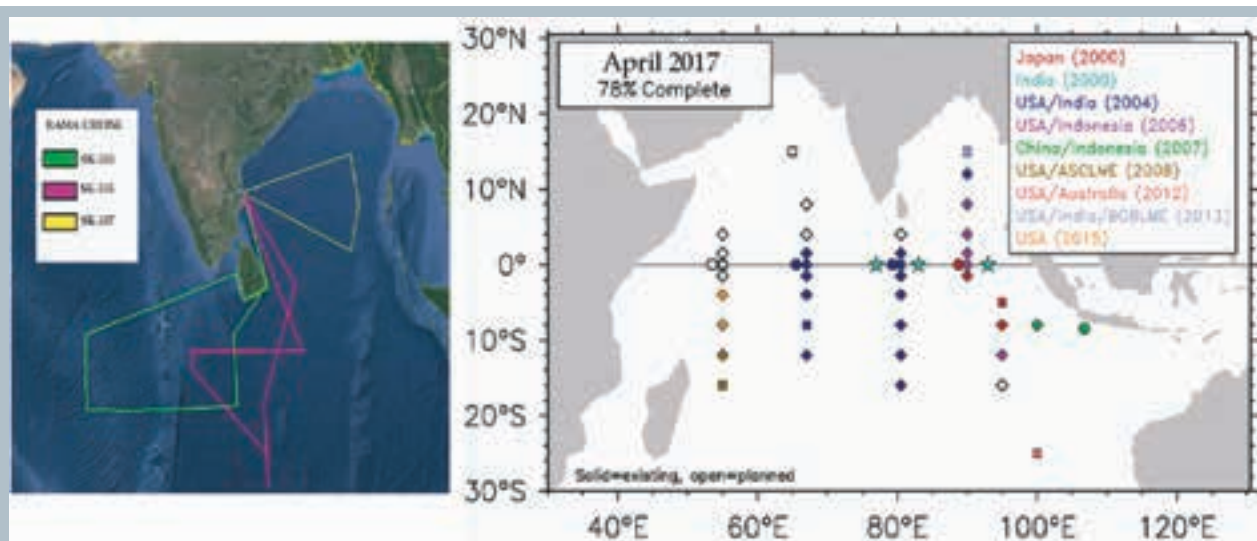 RAMA CRUISE
April 2017
78% Complete
Japan (2000)
India (2000)
USA/India (2004)
USA/Indonesia (2006)
China/Indonesia (2007)
USA/ASCLME (2008)
USA/Australia (2012)
USA/India/BOBLME (2013)
USA (2015)
30°N
20°N
10°N
0°
10°S
20°S
30°S
Solid=existing, open=planned
40°E
60°E
80°E
100°E
120°E